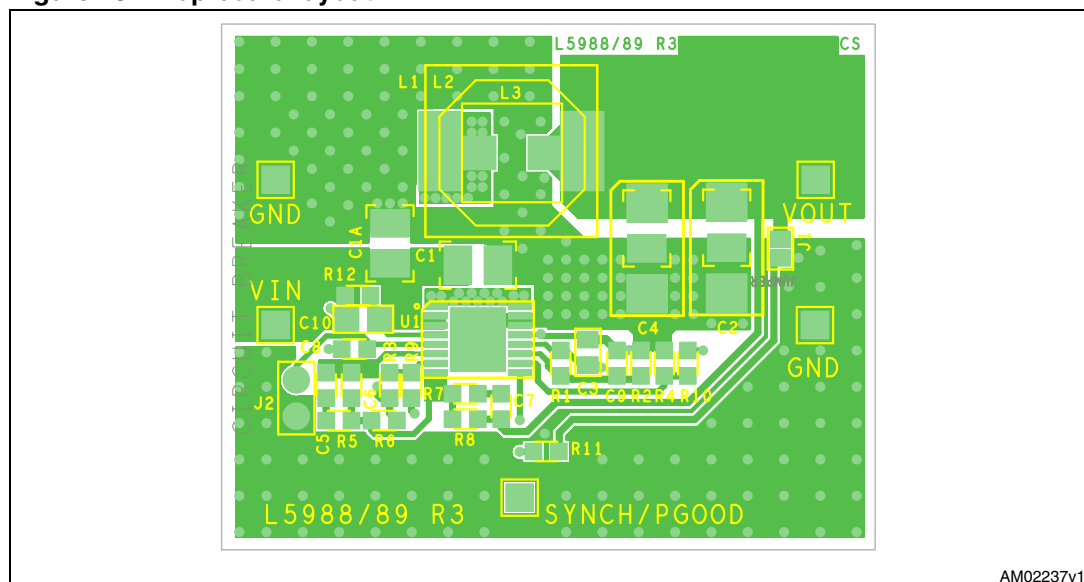 L5988/89 R3
CS
L1
L2
L3
GND
VOUT
C1A
C1
J1
R12
VIN
C10
U1
C4
C2
R8
R9
GND
J2
C6
R7
C7
R1
C3
C9
R2
R4
R10
C5
R5
R6
R8
R11
L5988/89 R3
SYNCH/PGOOD
CIRCUIT BREAKER
AM02237v1